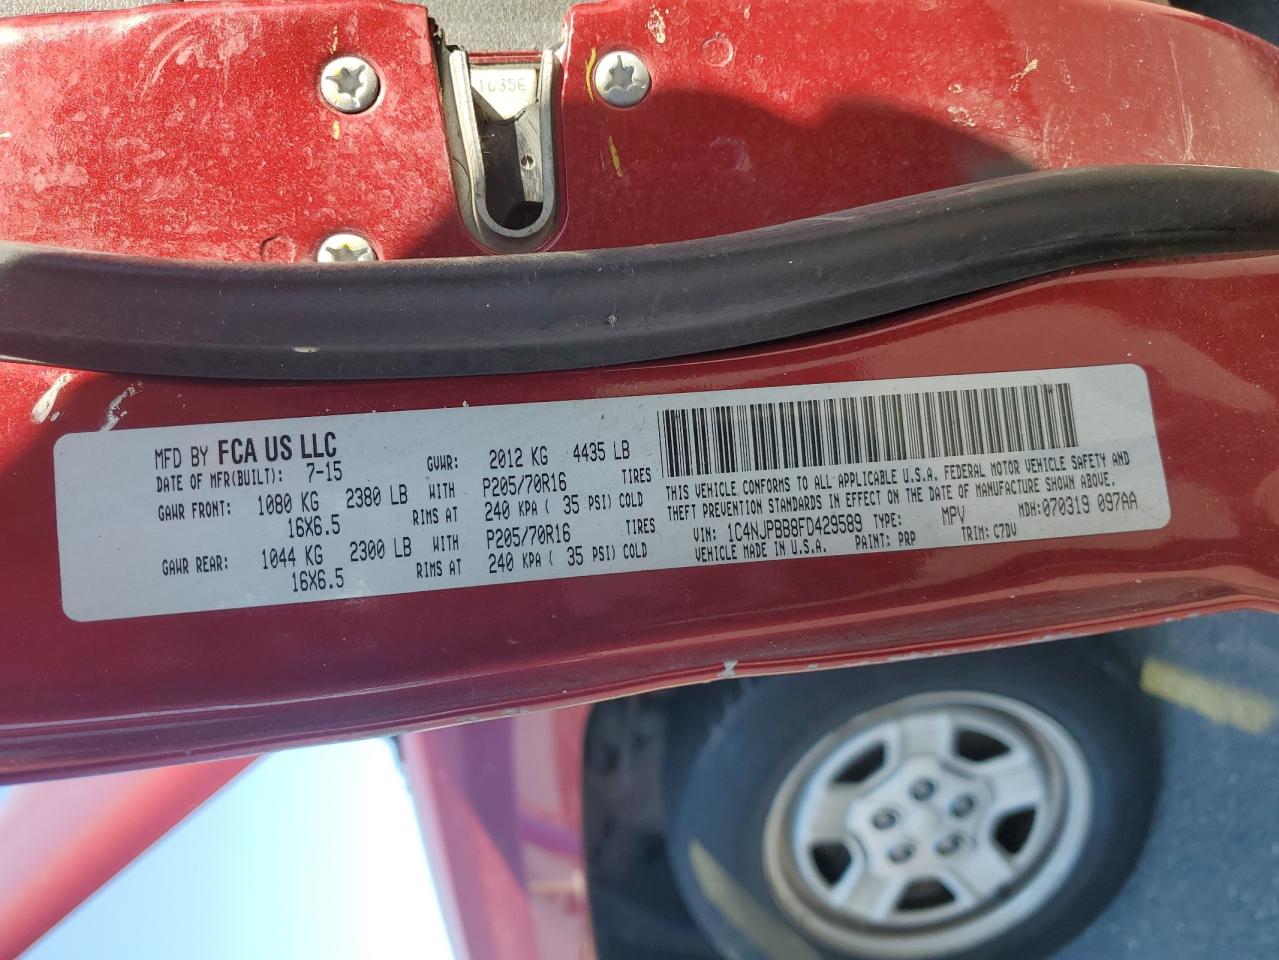 1035E
MFD BY FCA US LLC
DATE OF MFR(BUILT): 7-15 GVWR: 2012 KG 4435 LB
GAWR FRONT: 1080 KG 2380 LB WITH P205/70R16 TIRES
16X6.5 RIMS AT 240 KPA ( 35 PSI) COLD
GAWR REAR: 1044 KG 2300 LB WITH P205/70R16 TIRES
16X6.5 RIMS AT 240 KPA ( 35 PSI) COLD
THIS VEHICLE CONFORMS TO ALL APPLICABLE U.S.A. FEDERAL MOTOR VEHICLE SAFETY AND
THEFT PREVENTION STANDARDS IN EFFECT ON THE DATE OF MANUFACTURE SHOWN ABOVE.
VIN: 1C4NJPBB8FD429589 TYPE: MPV MDH: 070319 097AA
VEHICLE MADE IN U.S.A. PAINT: PRP TRIM: C7DV